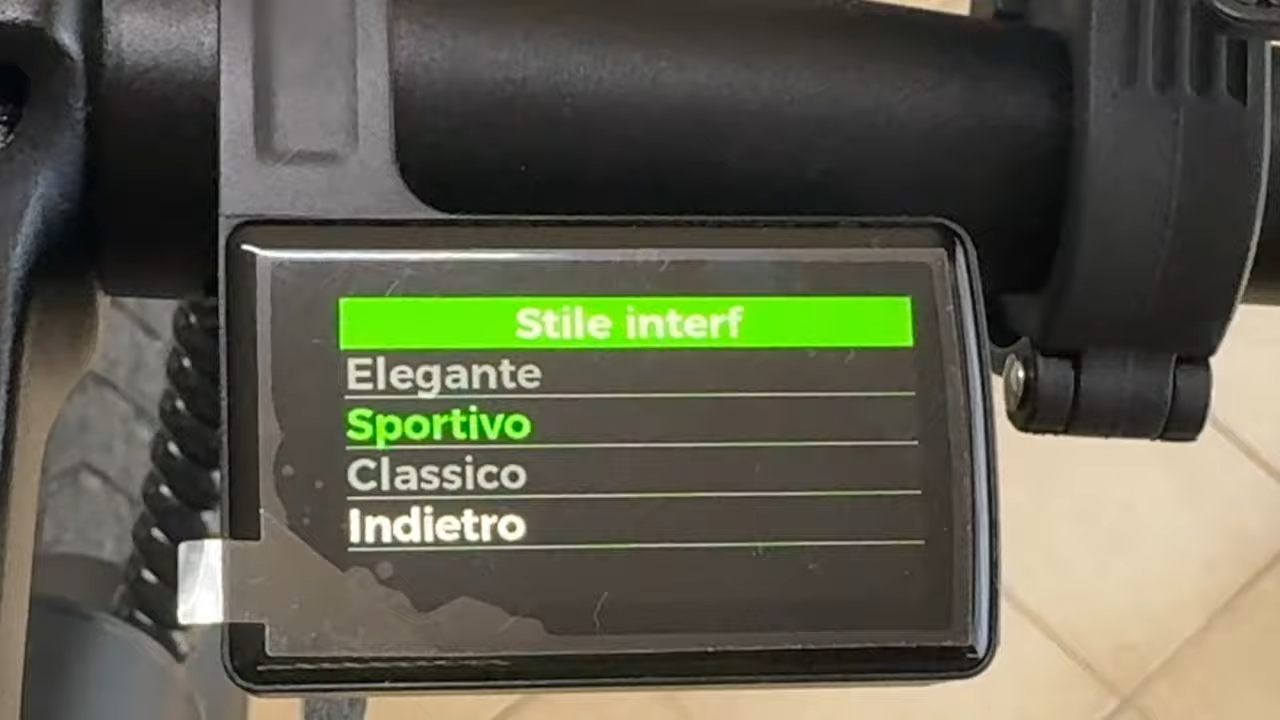 Stile interf
Elegante
Sportivo
Classico
Indietro